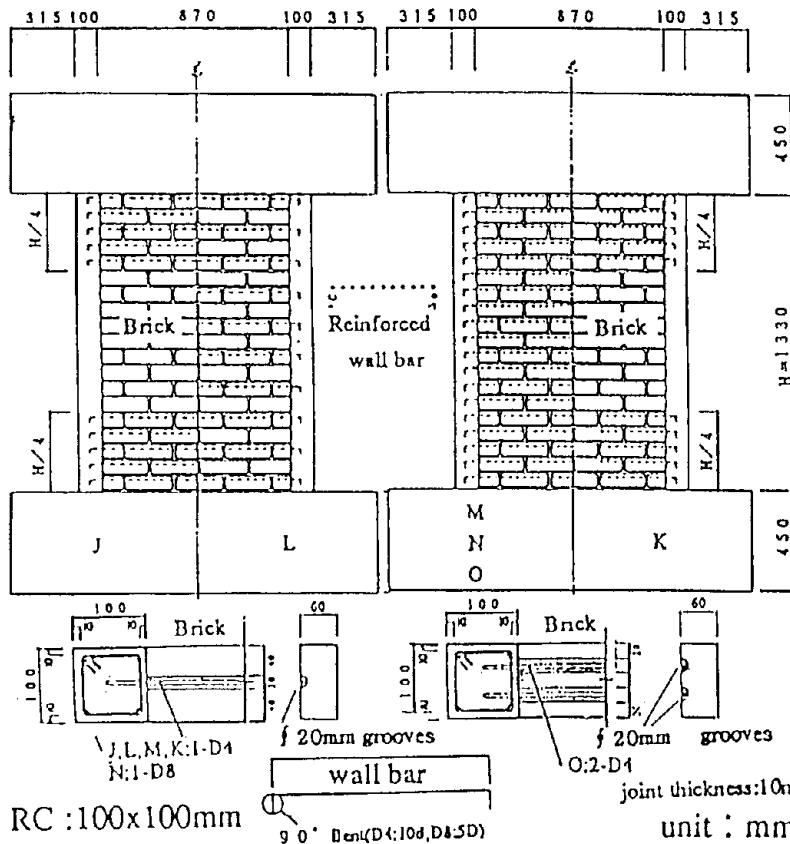 315 100 870 100 315 315 100 870 100 315
450
H/4 H/4
Brick Reinforced wall bar Brick
H=1330
H/4 H/4
J L M N O K
450
100 Brick 60 100 Brick 60
100 100
J,L,M,K:1-D4
N:1-D8
20mm grooves 20mm grooves
O:2-D4
wall bar
joint thickness:10m
RC :100x100mm
90° Bent(D4:10d,D8:5D)
unit : mm